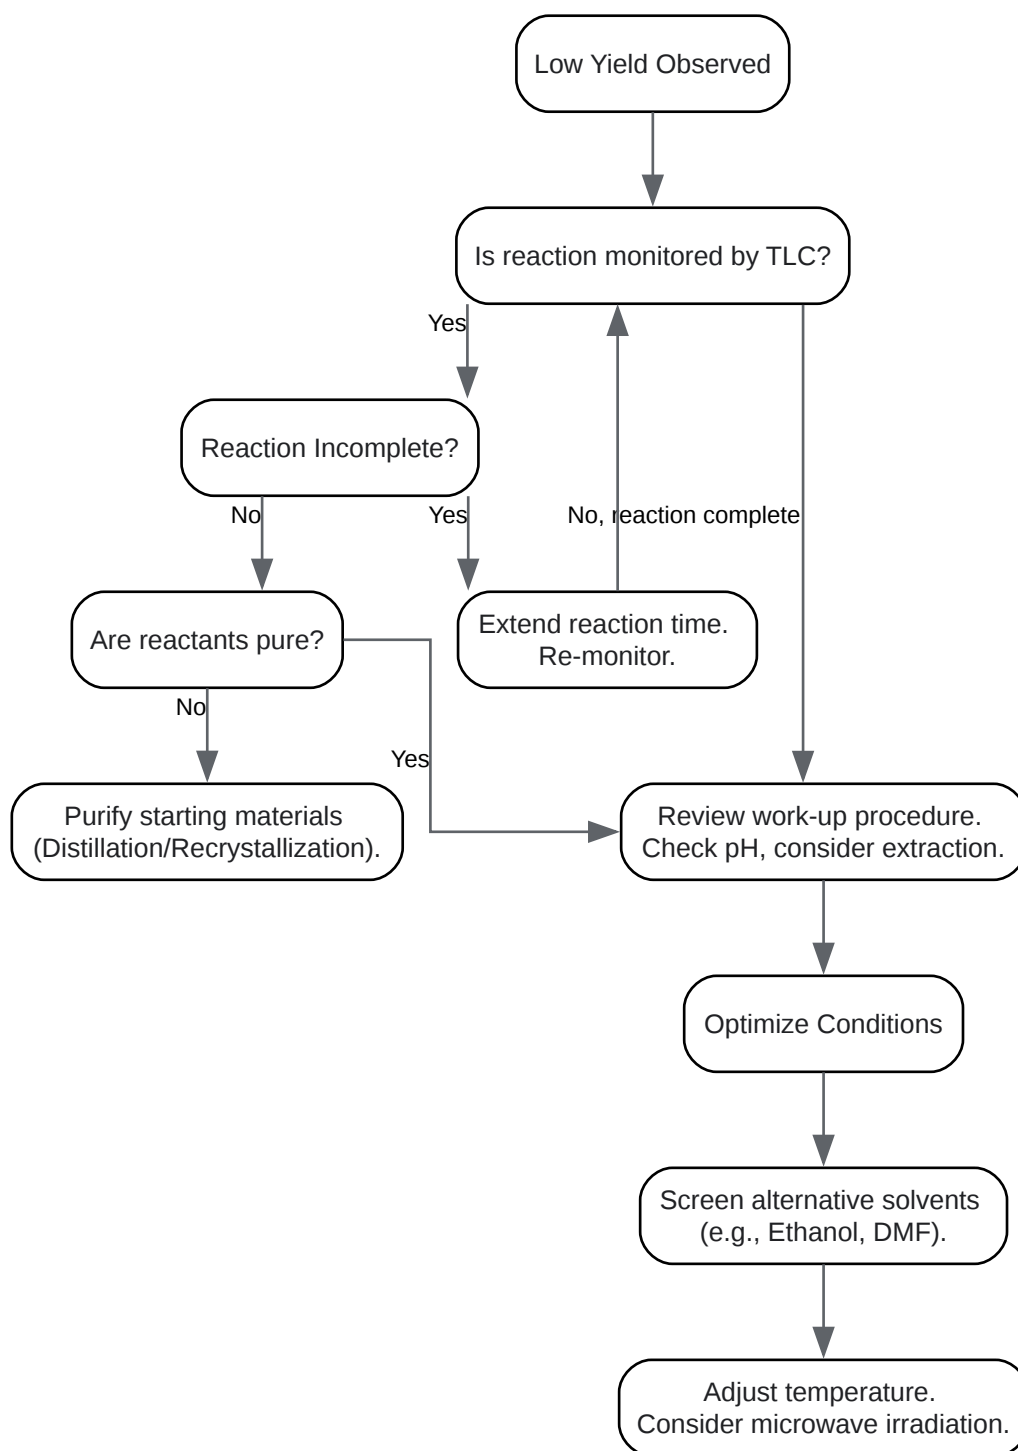 Low Yield Observed
Is reaction monitored by TLC?
Yes
Reaction Incomplete?
No
Yes
No, reaction complete
Are reactants pure?
Extend reaction time.
Re-monitor.
No
Yes
Purify starting materials
(Distillation/Recrystallization).
Review work-up procedure.
Check pH, consider extraction.
Optimize Conditions
Screen alternative solvents
(e.g., Ethanol, DMF).
Adjust temperature.
Consider microwave irradiation.